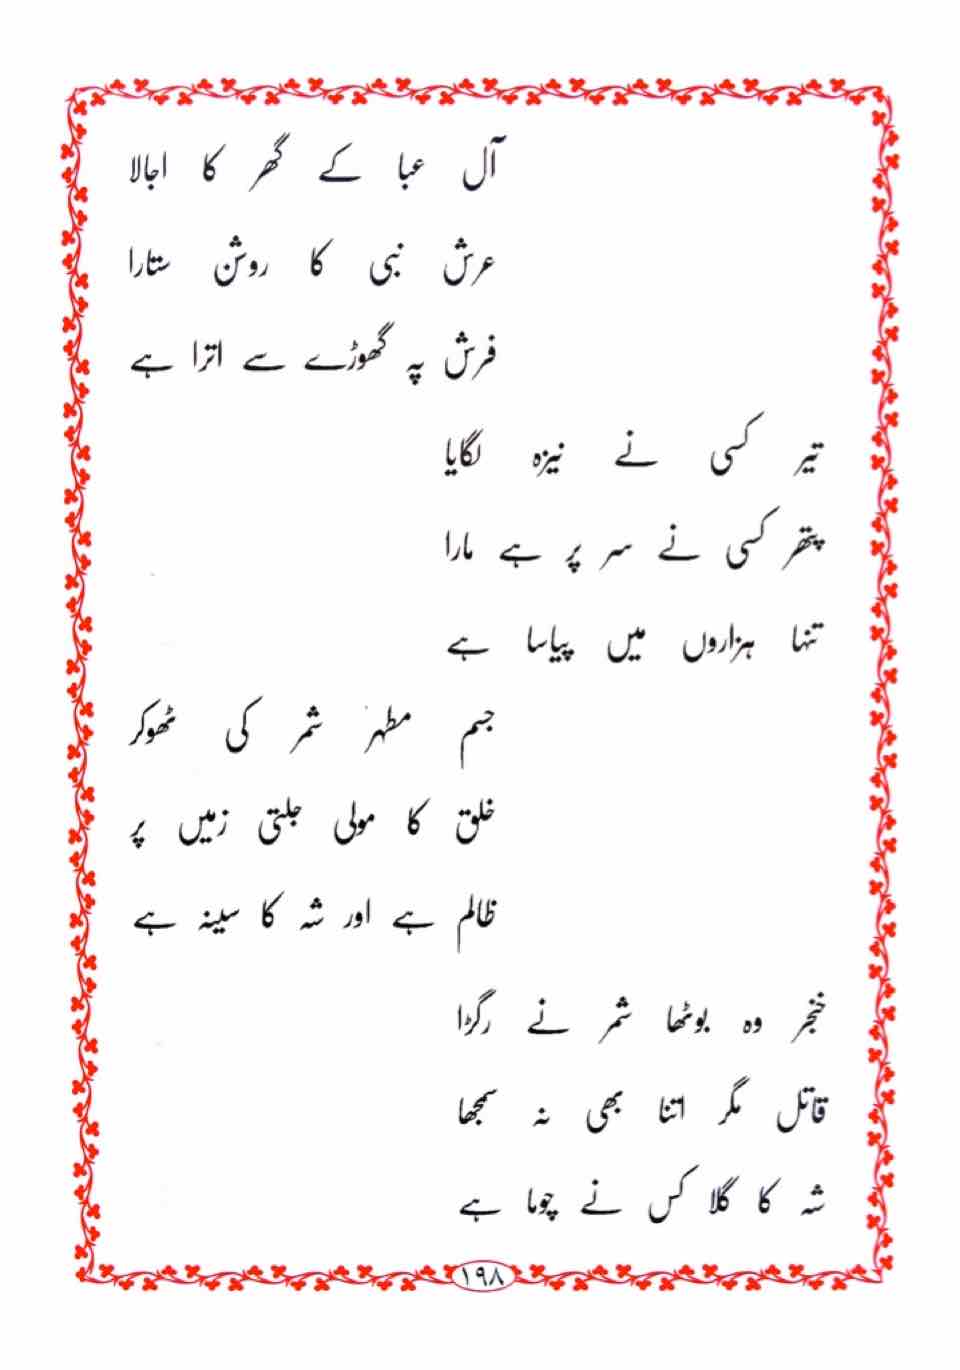 آل عبا کے گھر کا اجالا
عرش نبی کا روشن ستارا
فرش پہ گھوڑے سے اترا ہے
تیر کسی نے نیزہ لگایا
پتھر کسی نے سر پر ہے مارا
تنہا ہزاروں میں پیاسا ہے
جسم مطہر شمر کی ٹھوکر
خلق کا مولی جلتی زمیں پر
ظالم ہے اور شہ کا سینہ ہے
خنجر وہ بوٹھا شمر نے رگڑا
قاتل مگر اتنا بھی نہ سمجھا
شہ کا گلا کس نے چوما ہے
۱۹۸